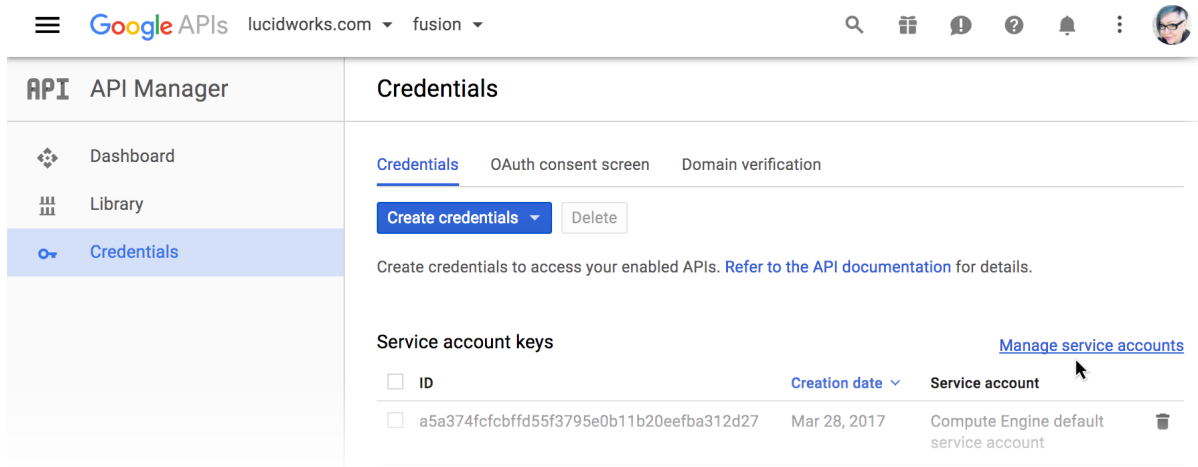 Google APIs lucidworks.com fusion
API API Manager
Credentials
Dashboard
Library
Credentials
Credentials OAuth consent screen Domain verification
Create credentials Delete
Create credentials to access your enabled APIs. Refer to the API documentation for details.
Service account keys
Manage service accounts
ID Creation date Service account
a5a374fcfcbffd55f3795e0b11b20eefba312d27 Mar 28, 2017 Compute Engine default
service account